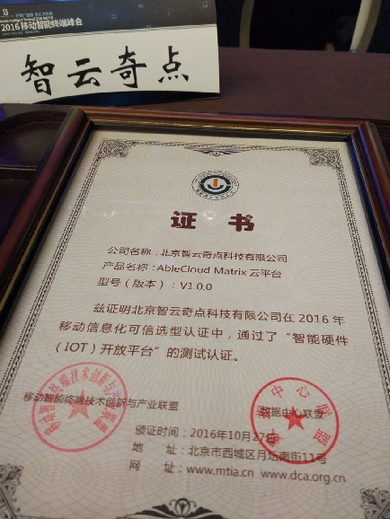 2016 移动智能终端峰会
智云奇点
证书
公司名称：北京智云奇点科技有限公司
产品名称：AbleCloud Matrix 云平台
型号（版本）：V1.0.0
兹证明北京智云奇点科技有限公司在 2016 年
移动信息化可信选型认证中，通过了“智能硬件
（IOT）开放平台”的测试认证。
移动智能终端技术创新与产业联盟
数据中心联盟
颁证时间：2016年10月27日
地 址：北京市西城区月坛南街11号
网 址：www.mtia.cn www.dca.org.cn